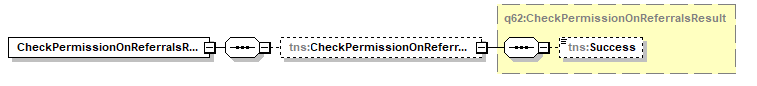 q62:CheckPermissionOnReferralsResult
CheckPermissionOnReferralsR...
tns:CheckPermissionOnReferr...
tns:Success